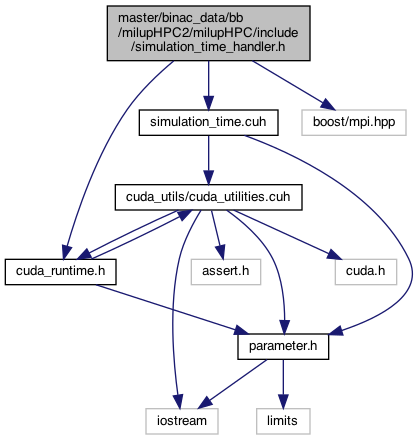 master/binac_data/bb
/milupHPC2/milupHPC/include
/simulation_time_handler.h
simulation_time.cuh
boost/mpi.hpp
cuda_utils/cuda_utilities.cuh
cuda_runtime.h
assert.h
cuda.h
parameter.h
iostream
limits